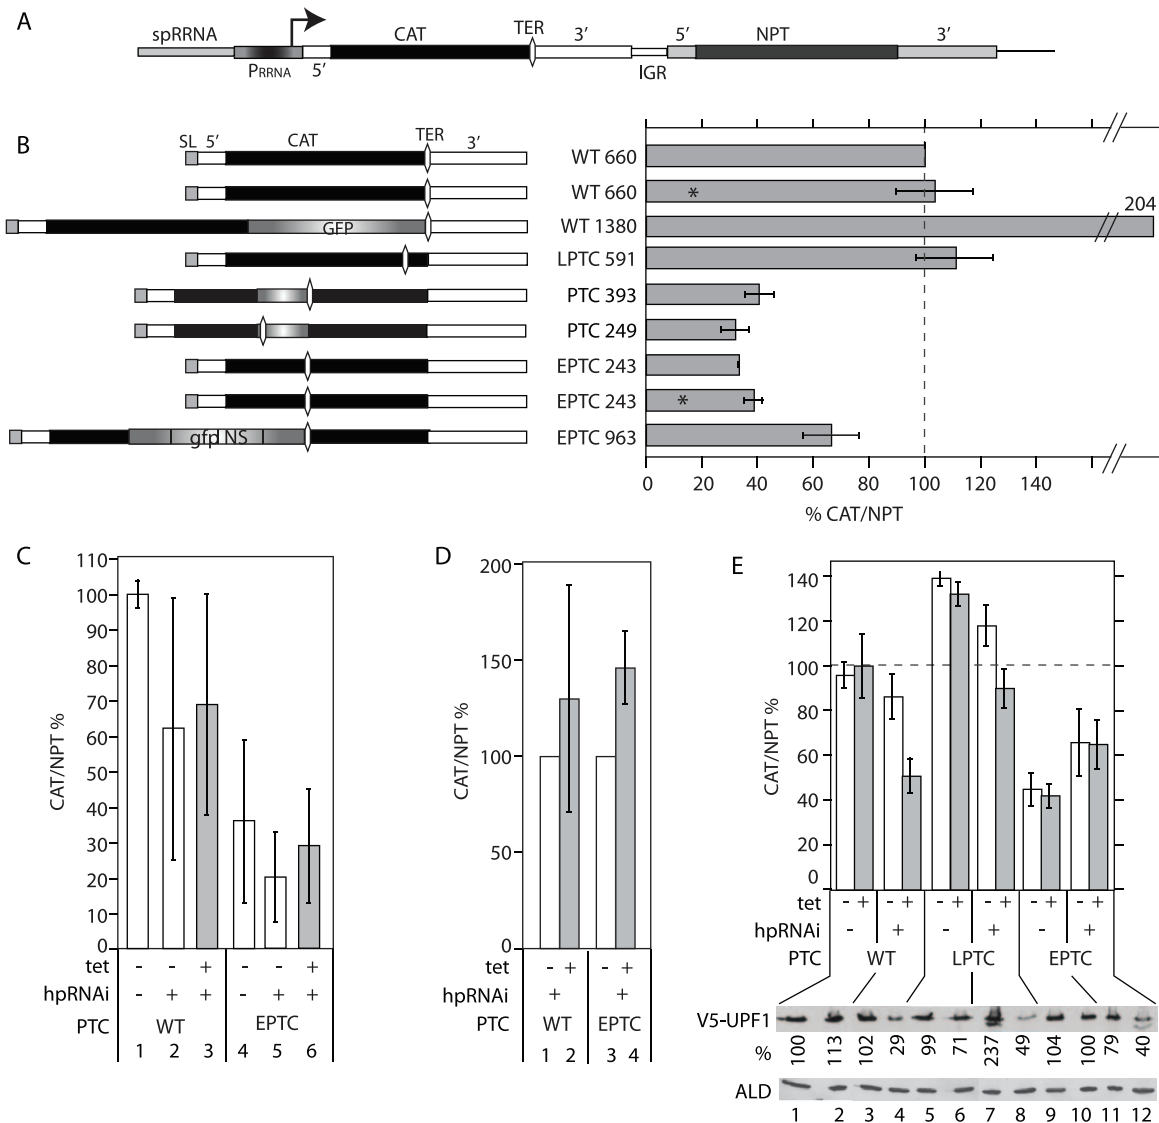 A
spRRNA
CAT
TER
3′
5′
NPT
3′
PRRNA
5′
IGR
B
SL 5′
CAT
TER
3′
GFP
gfp NS
WT 660
WT 660
*
WT 1380
204
LPTC 591
PTC 393
PTC 249
EPTC 243
EPTC 243
*
EPTC 963
0 20 40 60 80 100 120 140
% CAT/NPT
C
CAT/NPT %
110
100
90
80
70
60
50
40
30
20
10
0
tet - - + - - +
hpRNAi - + + - + +
PTC WT EPTC
1 2 3 4 5 6
D
CAT/NPT %
200
150
100
50
0
tet - + - +
hpRNAi + +
PTC WT EPTC
1 2 3 4
E
CAT/NPT %
140
120
100
80
60
40
20
0
tet - + - + - + - + - + - +
hpRNAi - + - + - +
PTC WT LPTC EPTC
V5-UPF1
% 100 113 102 29 99 71 237 49 104 100 79 40
ALD
1 2 3 4 5 6 7 8 9 10 11 12